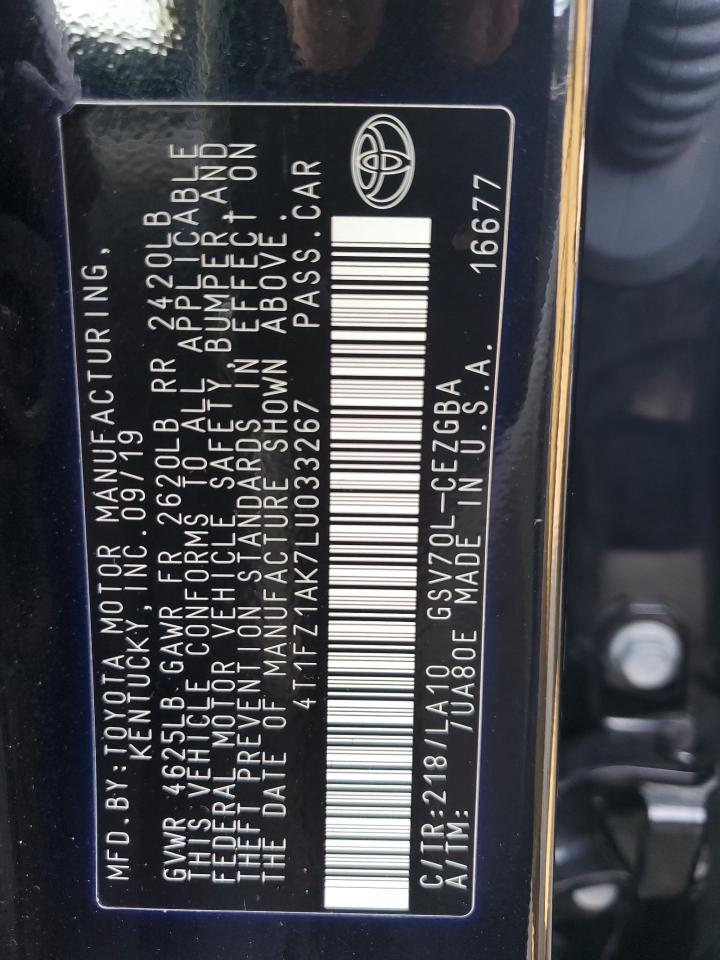 MFD.BY:TOYOTA MOTOR MANUFACTURING,
KENTUCKY,INC.09/19
GVWR 4625LB GAWR FR 2620LB RR 2420LB
THIS VEHICLE CONFORMS TO ALL APPLICABLE
FEDERAL MOTOR VEHICLE SAFETY,BUMPER,AND
THEFT PREVENTION STANDARDS IN EFFECT ON
THE DATE OF MANUFACTURE SHOWN ABOVE.
4T1FZ1AK7LU033267 PASS.CAR
C/TR:218/LA10 GSV70L-CEZGBA
A/TM: /UA80E MADE IN U.S.A. 16677